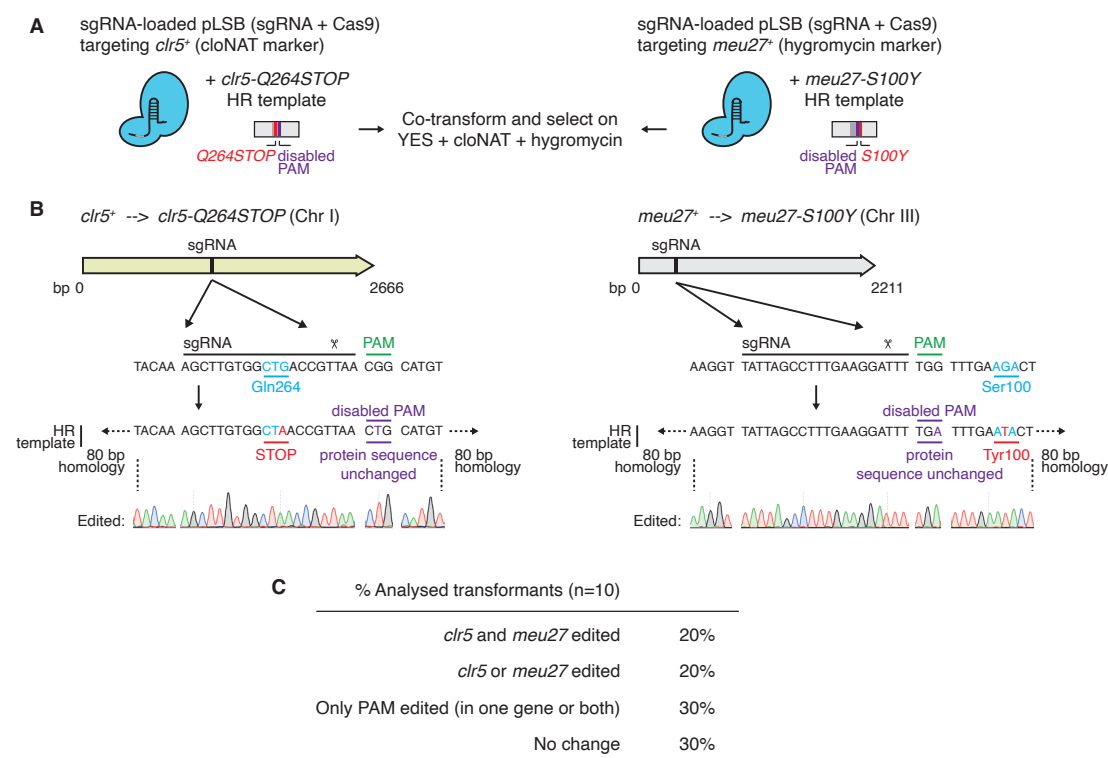 A
sgRNA-loaded pLSB (sgRNA + Cas9)
targeting clr5+ (cloNAT marker)
+ clr5-Q264STOP
HR template
Q264STOP disabled
PAM
Co-transform and select on
YES + cloNAT + hygromycin
sgRNA-loaded pLSB (sgRNA + Cas9)
targeting meu27+ (hygromycin marker)
+ meu27-S100Y
HR template
disabled S100Y
PAM
B
clr5+ --> clr5-Q264STOP (Chr I)
sgRNA
bp 0
2666
sgRNA
PAM
TACAA AGCTTGTGGCTGACCGTTAA CGG CATGT
Gln264
disabled PAM
HR
template
TACAA AGCTTGTGGCTAACCGTTAA CTG CATGT
STOP
protein sequence
unchanged
80 bp
homology
80 bp
homology
Edited:
meu27+ --> meu27-S100Y (Chr III)
sgRNA
bp 0
2211
sgRNA
PAM
AAGGT TATTAGCCTTTGAAGGATTT TGG TTTGAAGACT
Ser100
disabled PAM
HR
template
AAGGT TATTAGCCTTTGAAGGATTT TGA TTTGAATACT
Tyr100
protein
sequence unchanged
80 bp
homology
80 bp
homology
Edited:
C
% Analysed transformants (n=10)
clr5 and meu27 edited 20%
clr5 or meu27 edited 20%
Only PAM edited (in one gene or both) 30%
No change 30%